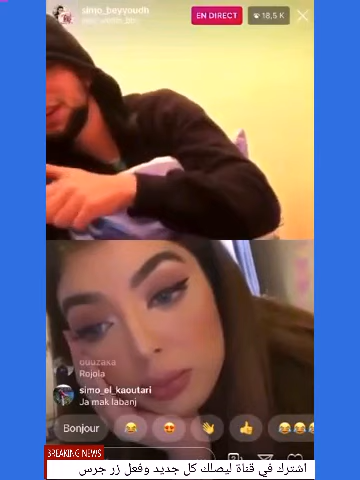 simo_beyyoudh
EN DIRECT
18,5 K
ouuzaxa
Rojola
simo_el_kaoutari
Ja mak labanj
Bonjour
BREAKING NEWS
اشترك في قناة ليصلك كل جديد وفعل زر جرس